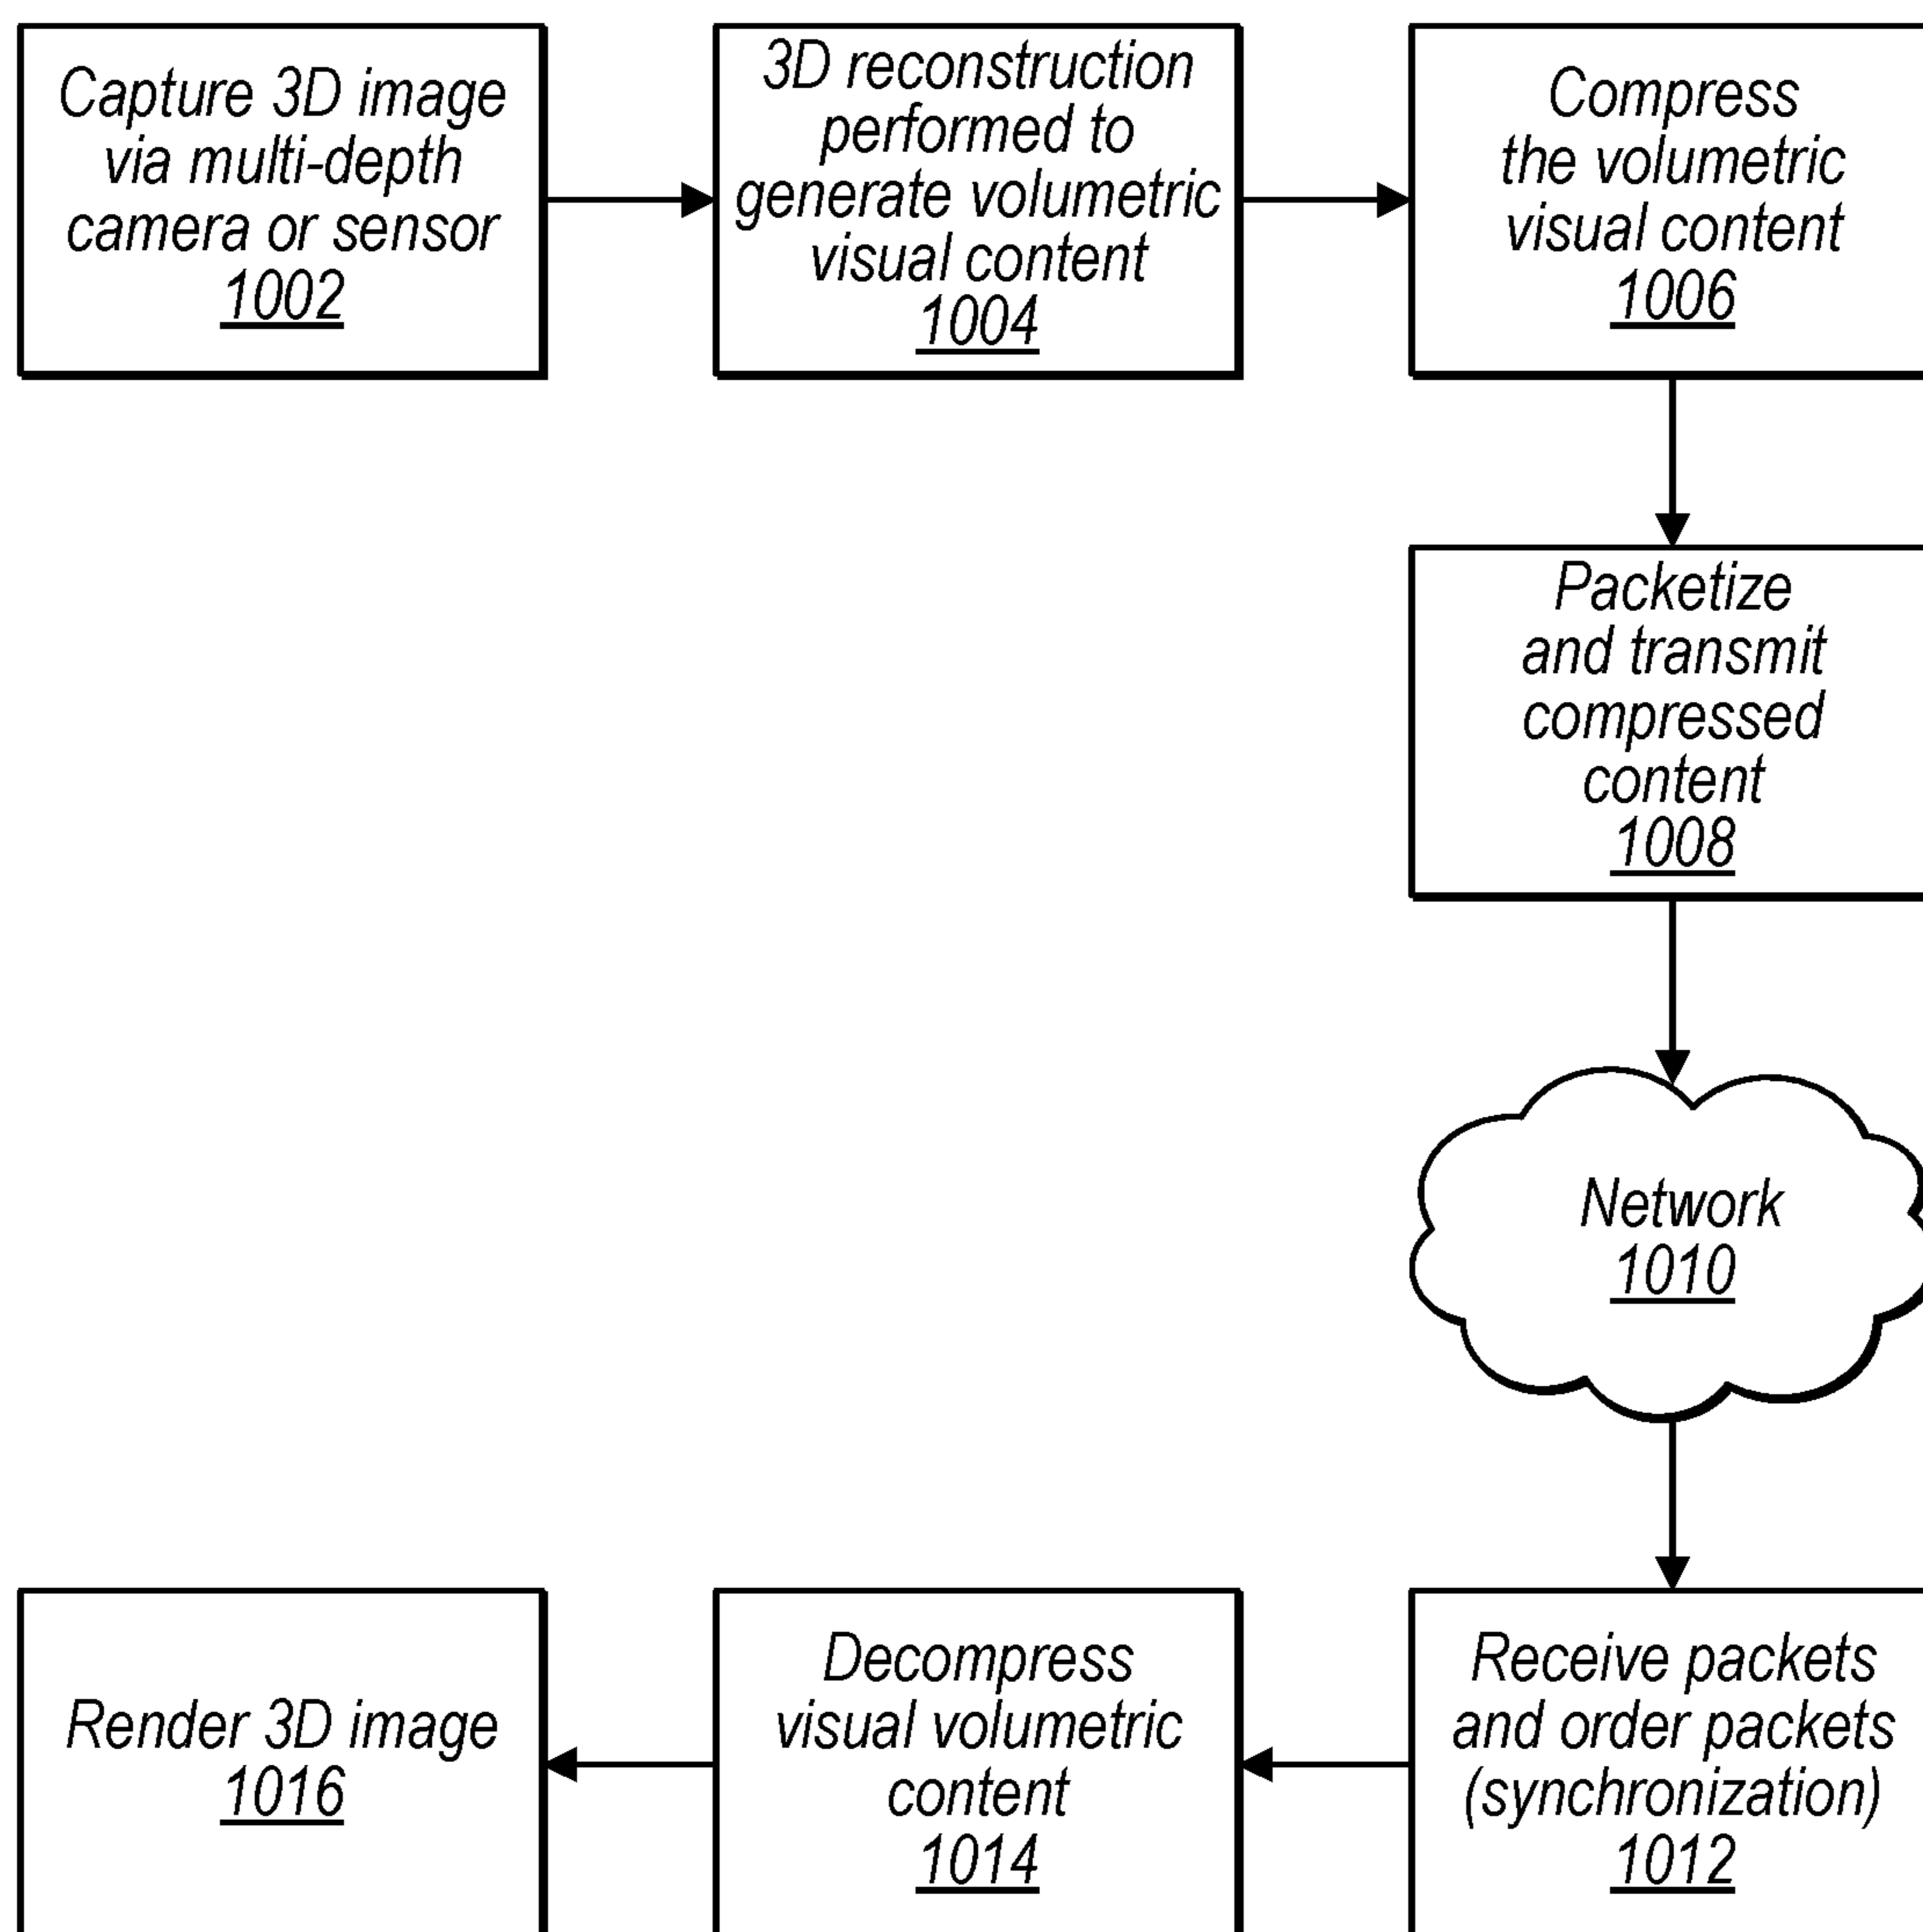 Capture 3D image
via multi-depth
camera or sensor
1002
3D reconstruction
performed to
generate volumetric
visual content
1004
Compress
the volumetric
visual content
1006
Packetize
and transmit
compressed
content
1008
Network
1010
Receive packets
and order packets
(synchronization)
1012
Decompress
visual volumetric
content
1014
Render 3D image
1016